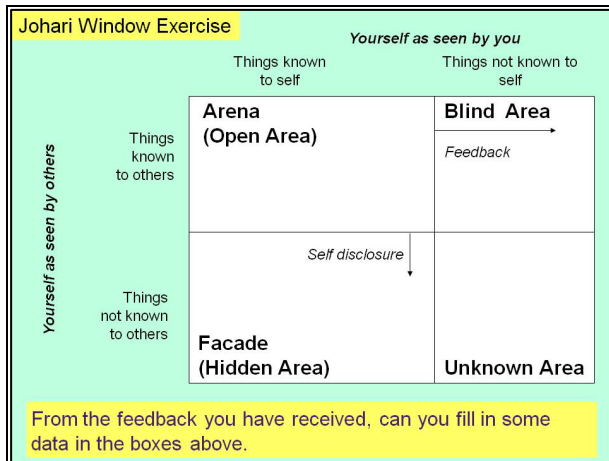 Johari Window Exercise
Yourself as seen by you
Things known
to self
Things not known to
self
Yourself as seen by others
Things
known
to others
Arena
(Open Area)
Blind Area
Feedback
Self disclosure
Things
not known
to others
Facade
(Hidden Area)
Unknown Area
From the feedback you have received, can you fill in some
data in the boxes above.